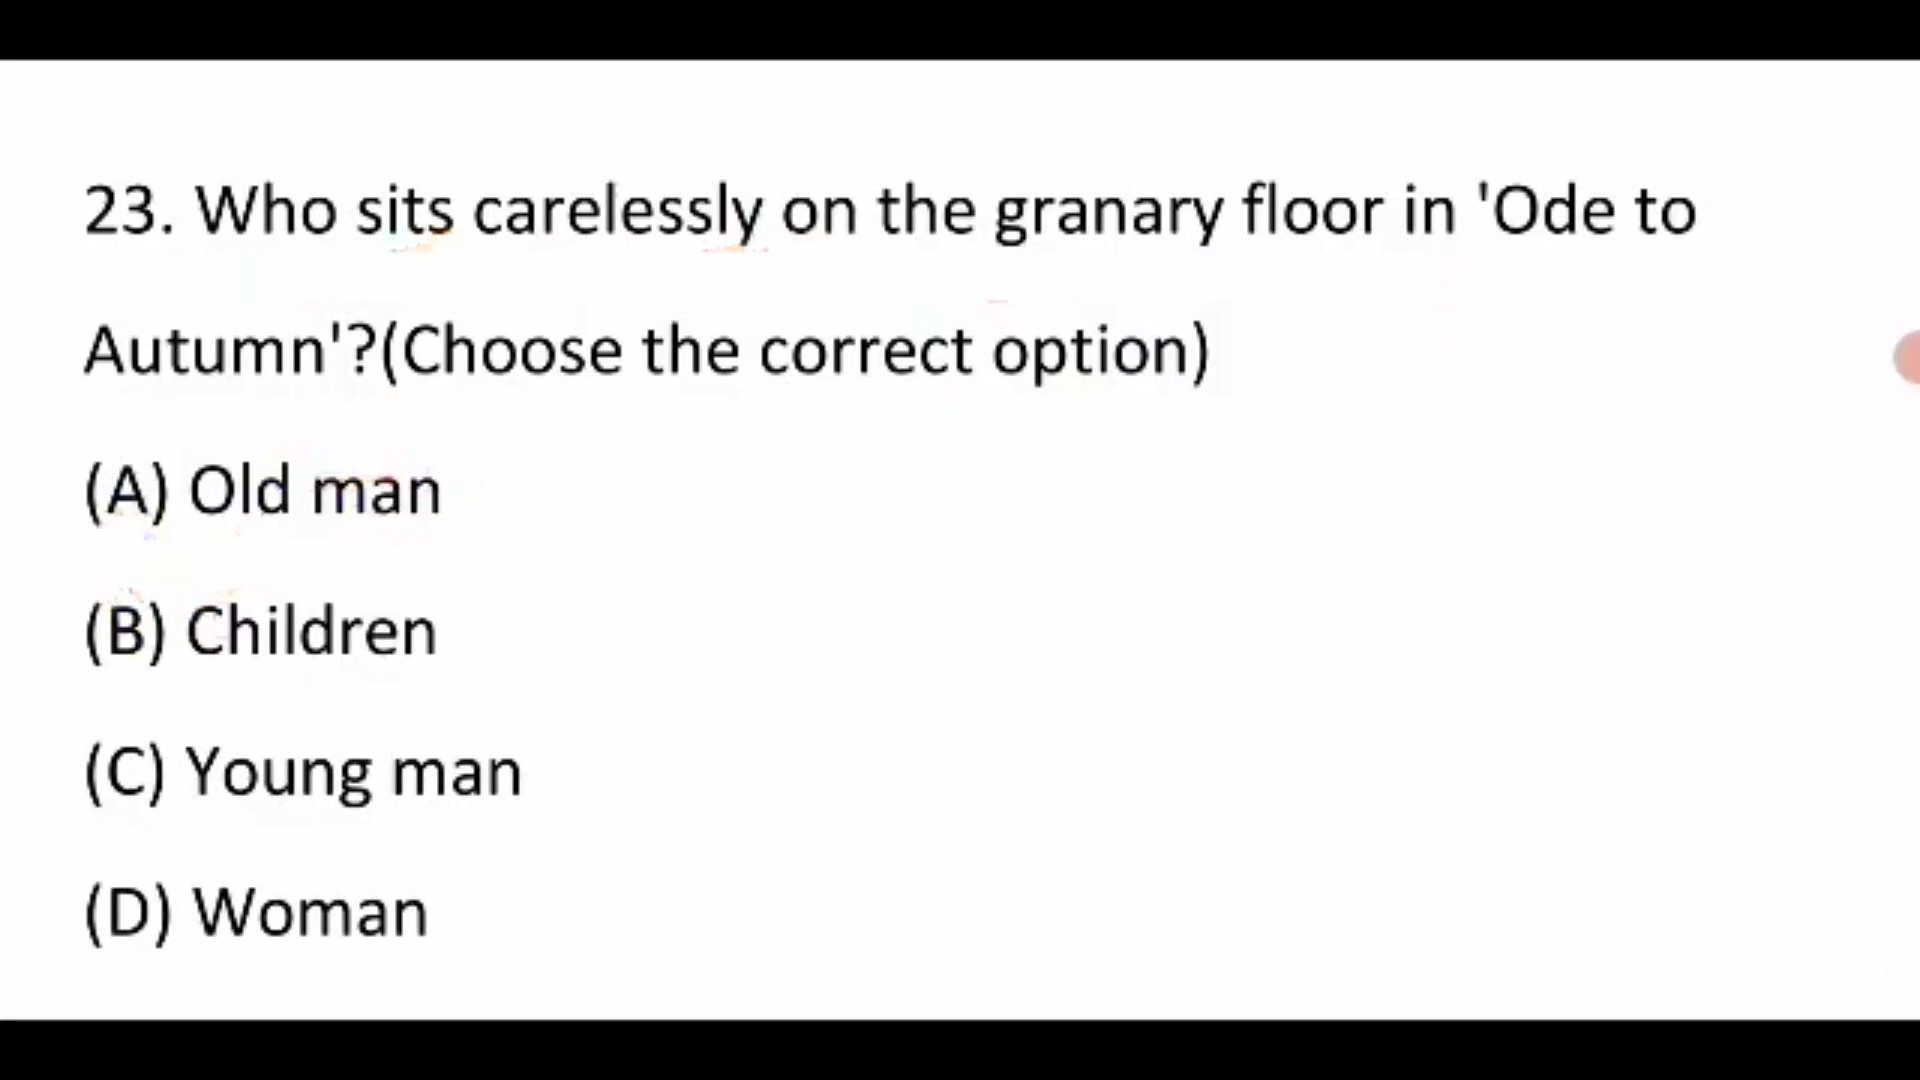 23. Who sits carelessly on the granary floor in 'Ode to
Autumn'?(Choose the correct option)
(A) Old man
(B) Children
(C) Young man
(D) Woman